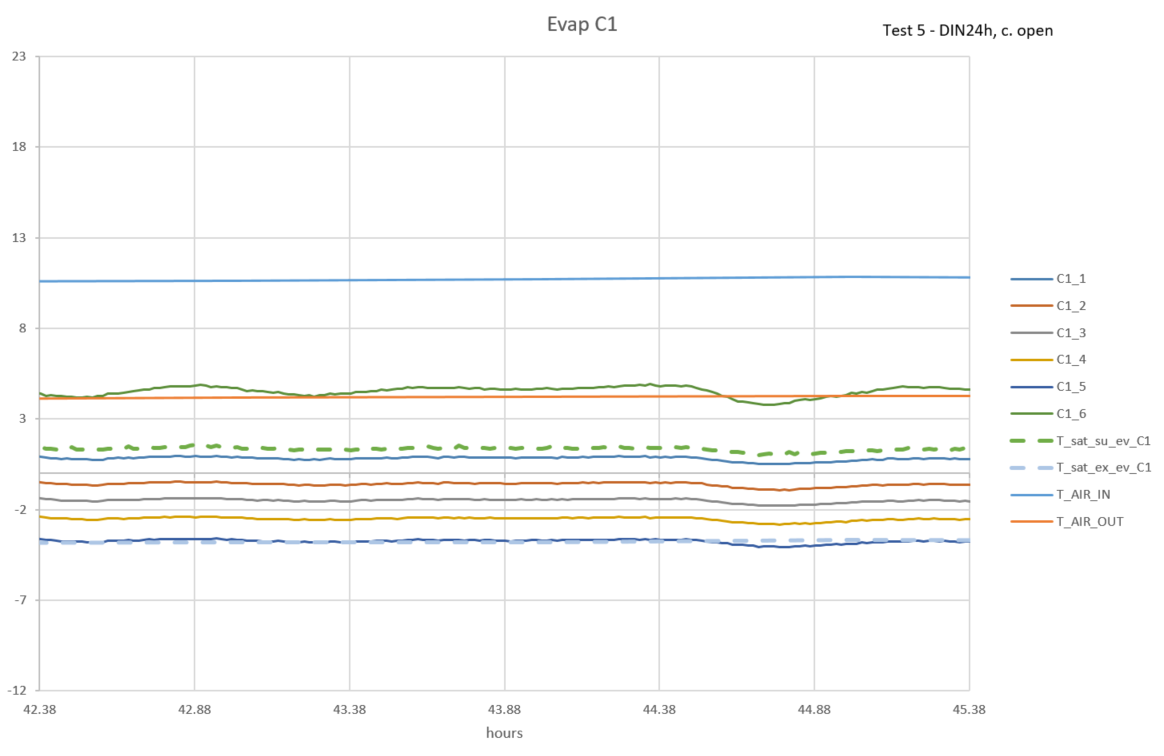 Evap C1
Test 5 - DIN24h, c. open
23
18
13
8
3
-2
-7
-12
42.38 42.88 43.38 43.88 44.38 44.88 45.38
hours
C1_1
C1_2
C1_3
C1_4
C1_5
C1_6
T_sat_su_ev_C1
T_sat_ex_ev_C1
T_AIR_IN
T_AIR_OUT